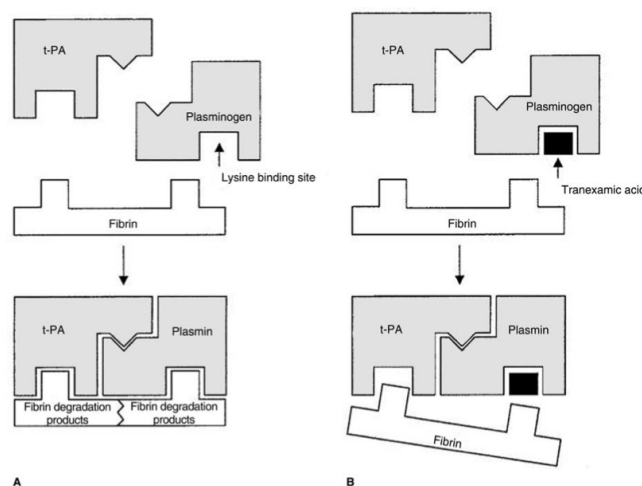 t-PA
Plasminogen
Lysine binding site
Fibrin
t-PA
Plasmin
Fibrin degradation
products
Fibrin degradation
products
A
t-PA
Plasminogen
Tranexamic acid
Fibrin
t-PA
Plasmin
Fibrin
B